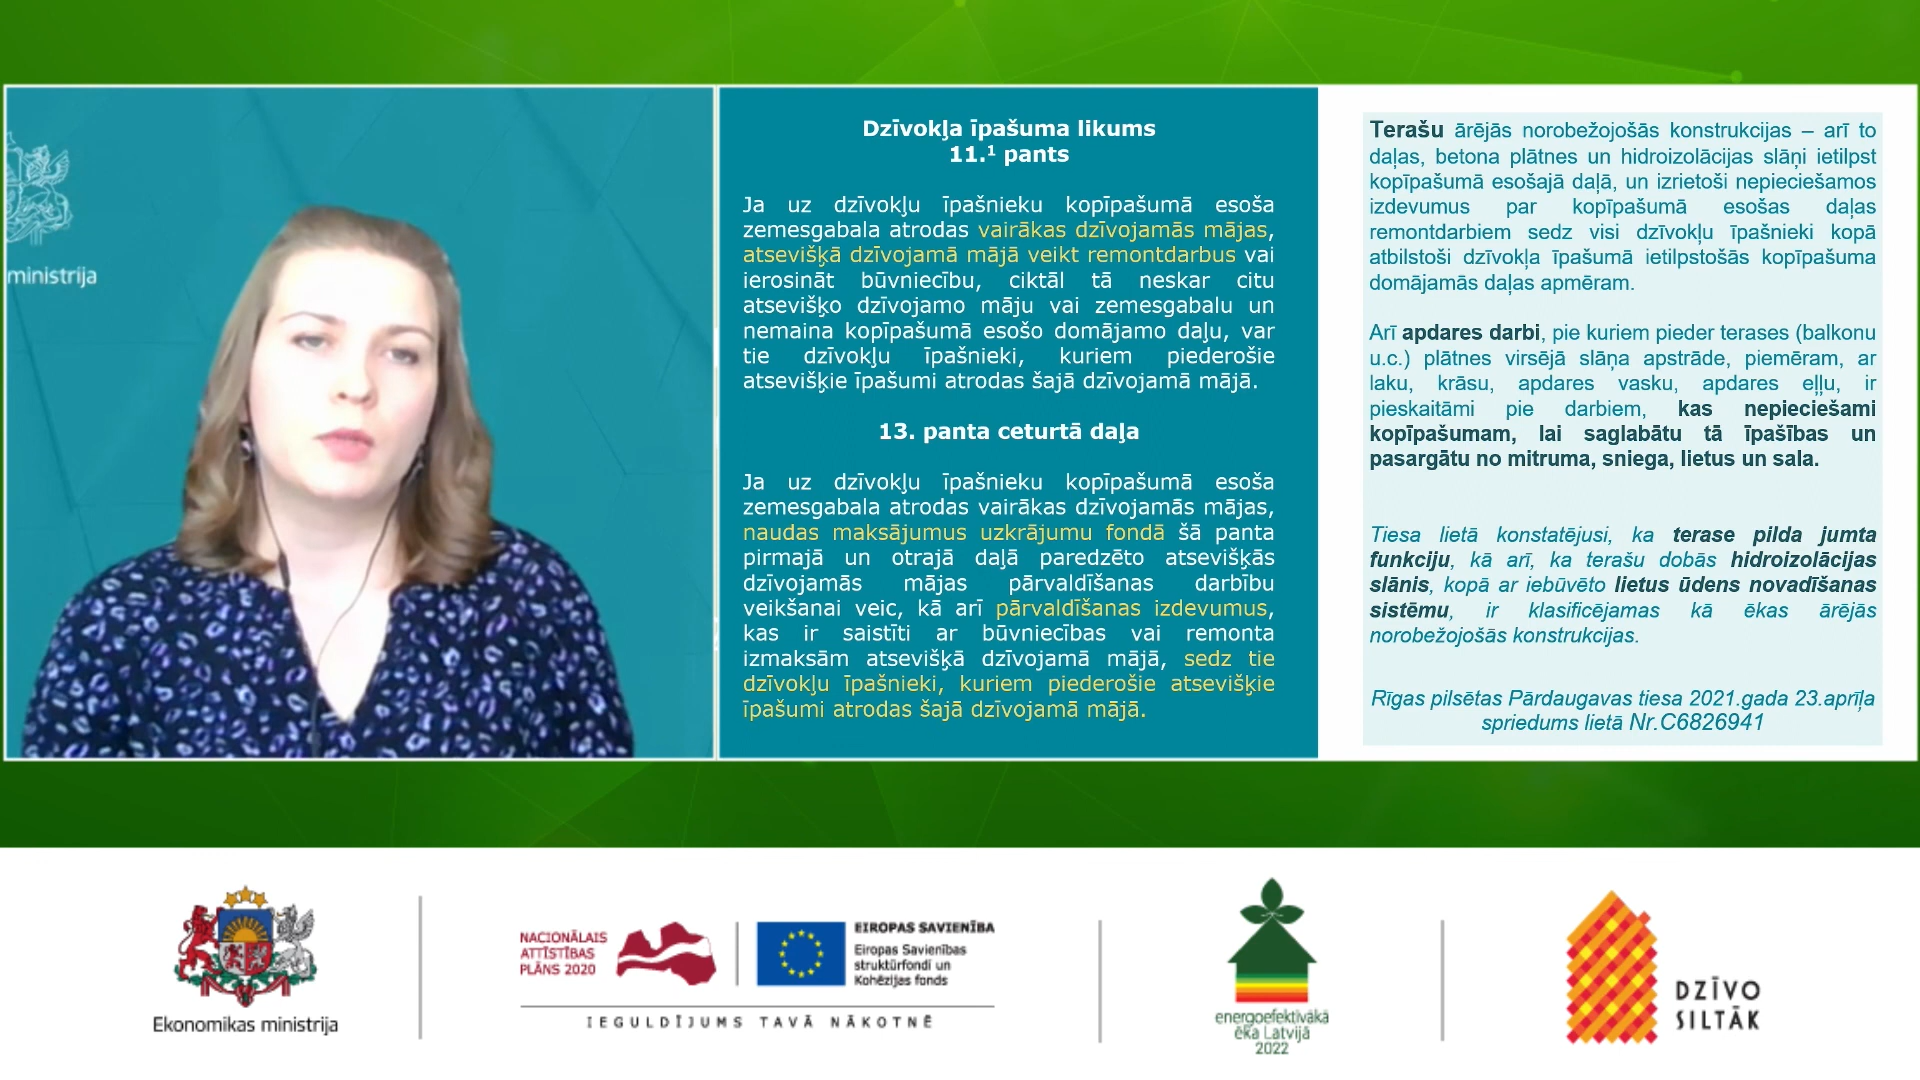 ministrija
Dzīvokļa īpašuma likums
11.¹ pants
Ja uz dzīvokļu īpašnieku kopīpašumā esoša
zemesgabala atrodas vairākas dzīvojamās mājas,
atsevišķā dzīvojamā mājā veikt remontdarbus vai
ierosināt būvniecību, ciktāl tā neskar citu
atsevišķo dzīvojamo māju vai zemesgabalu un
nemaina kopīpašumā esošo domājamo daļu, var
tie dzīvokļu īpašnieki, kuriem piederošie
atsevišķie īpašumi atrodas šajā dzīvojamā mājā.
13. panta ceturtā daļa
Ja uz dzīvokļu īpašnieku kopīpašumā esoša
zemesgabala atrodas vairākas dzīvojamās mājas,
naudas maksājumus uzkrājumu fondā šā panta
pirmajā un otrajā daļā paredzēto atsevišķās
dzīvojamās mājas pārvaldīšanas darbību
veikšanai veic, kā arī pārvaldīšanas izdevumus,
kas ir saistīti ar būvniecības vai remonta
izmaksām atsevišķā dzīvojamā mājā, sedz tie
dzīvokļu īpašnieki, kuriem piederošie atsevišķie
īpašumi atrodas šajā dzīvojamā mājā.
Terašu ārējās norobežojošās konstrukcijas – arī to
daļas, betona plātnes un hidroizolācijas slāņi ietilpst
kopīpašumā esošajā daļā, un izrietoši nepieciešamos
izdevumus par kopīpašumā esošas daļas
remontdarbiem sedz visi dzīvokļu īpašnieki kopā
atbilstoši dzīvokļa īpašumā ietilpstošās kopīpašuma
domājamās daļas apmēram.
Arī apdares darbi, pie kuriem pieder terases (balkonu
u.c.) plātnes virsējā slāņa apstrāde, piemēram, ar
laku, krāsu, apdares vasku, apdares eļļu, ir
pieskaitāmi pie darbiem, kas nepieciešami
kopīpašumam, lai saglabātu tā īpašības un
pasargātu no mitruma, sniega, lietus un sala.
Tiesa lietā konstatējusi, ka terase pilda jumta
funkciju, kā arī, ka terašu dobās hidroizolācijas
slānis, kopā ar iebūvēto lietus ūdens novadīšanas
sistēmu, ir klasificējamas kā ēkas ārējās
norobežojošās konstrukcijas.
Rīgas pilsētas Pārdaugavas tiesa 2021.gada 23.aprīļa
spriedums lietā Nr.C6826941
Ekonomikas ministrija
NACIONĀLAIS
ATTĪSTĪBAS
PLĀNS 2020
EIROPAS SAVIENĪBA
Eiropas Savienības
struktūrfondi un
Kohēzijas fonds
IEGULDĪJUMS TAVĀ NĀKOTNĒ
energoefektīvākā
ēka Latvijā
2022
DZĪVO
SILTĀK